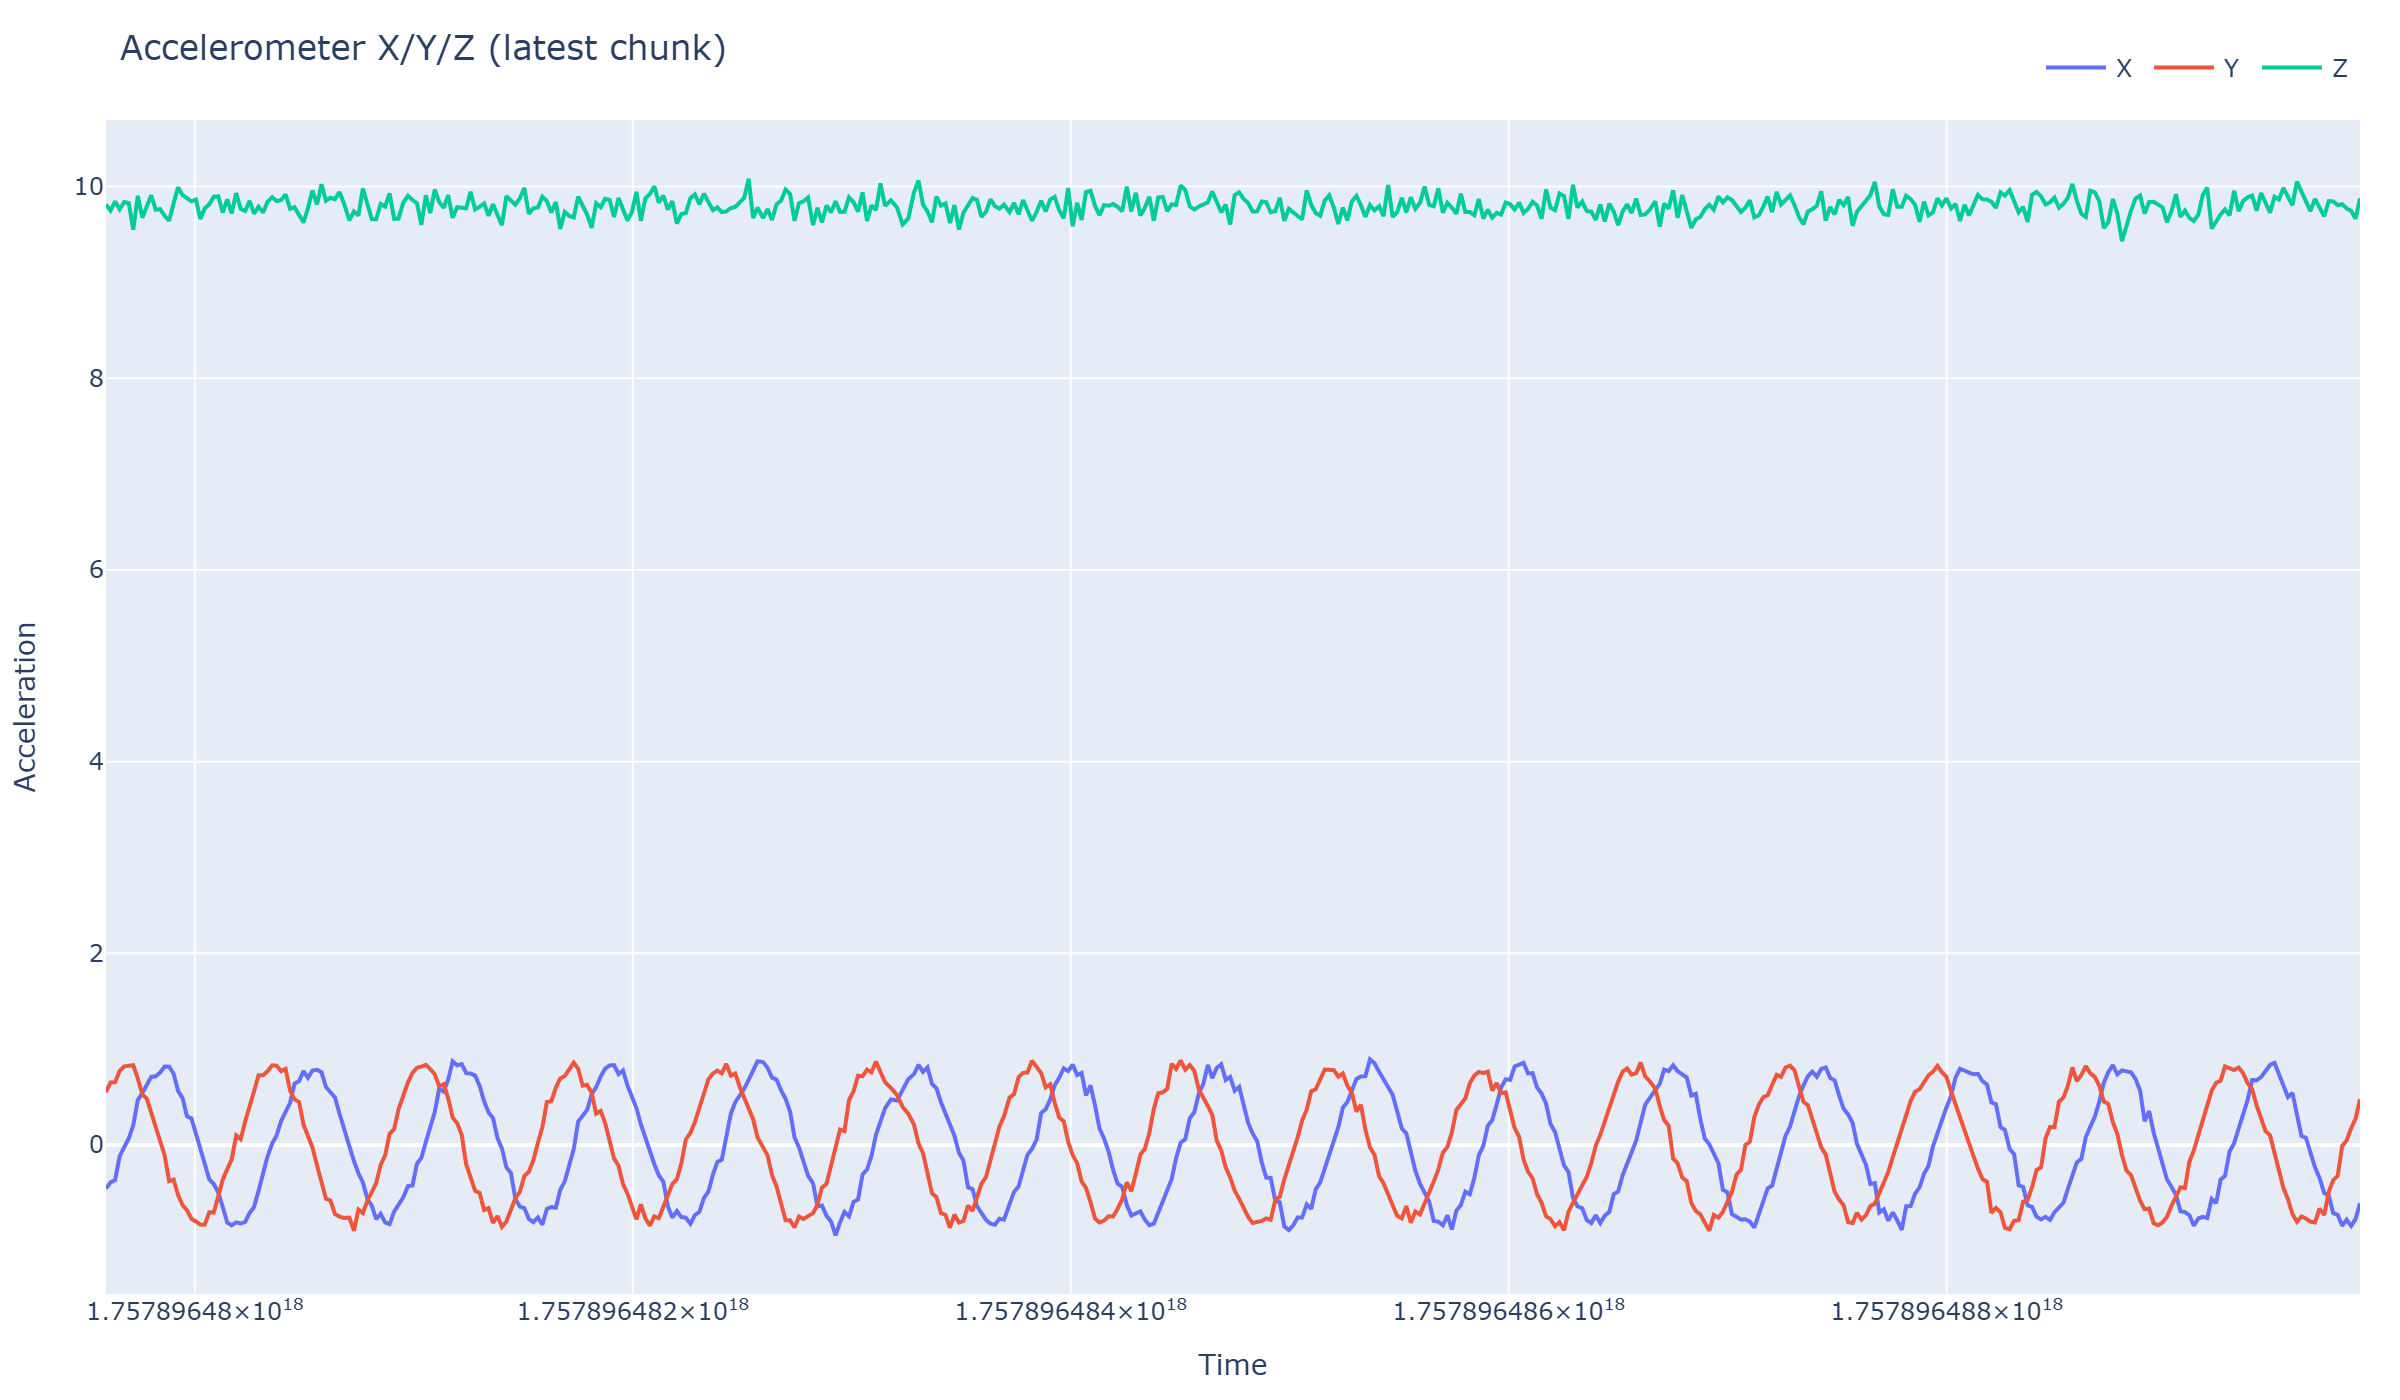 Accelerometer X/Y/Z (latest chunk)
X Y Z
10
8
6
4
2
0
Acceleration
1.75789648×10¹⁸ 1.757896482×10¹⁸ 1.757896484×10¹⁸ 1.757896486×10¹⁸ 1.757896488×10¹⁸
Time